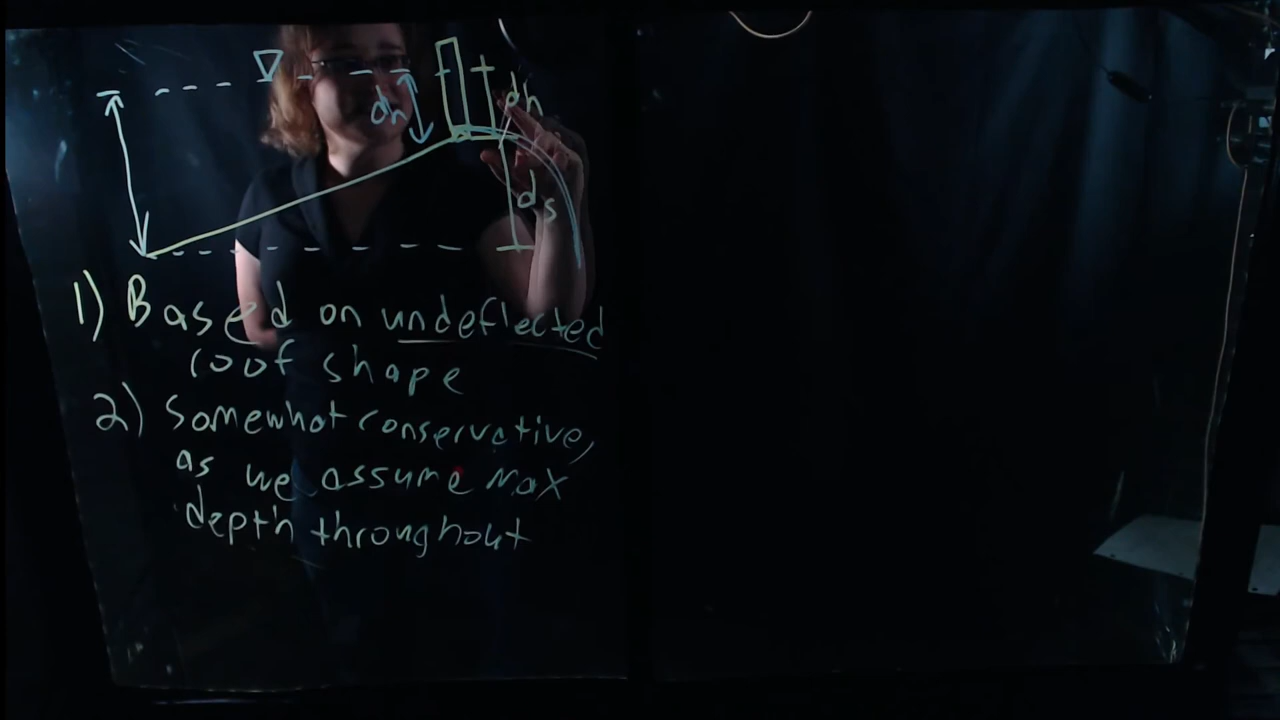 dh dh
ds
1) Based on undeflected
roof shape
2) Somewhat conservative,
as we assume max
depth throughout